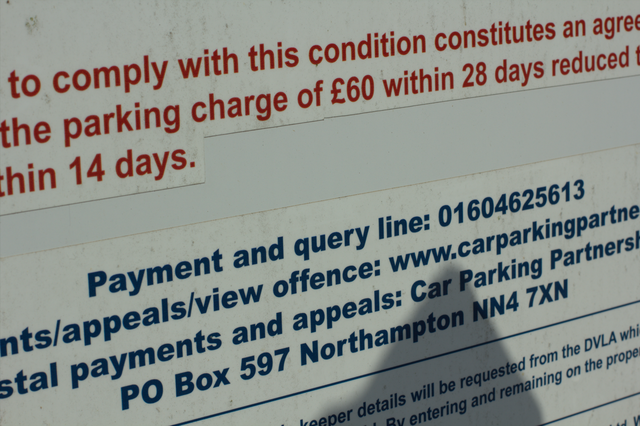 to comply with this condition constitutes an agree
the parking charge of £60 within 28 days reduced t
thin 14 days.
Payment and query line: 01604625613
nts/appeals/view offence: www.carparkingpartne
stal payments and appeals: Car Parking Partnersh
PO Box 597 Northampton NN4 7XN
keeper details will be requested from the DVLA whi
By entering and remaining on the prope